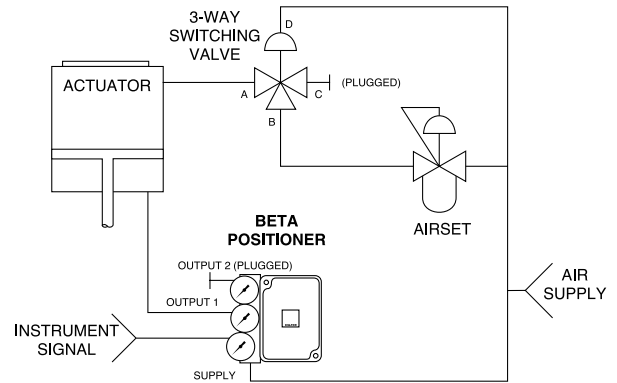 3-WAY
SWITCHING
VALVE
D
ACTUATOR
A
C
(PLUGGED)
B
AIRSET
BETA
POSITIONER
OUTPUT 2 (PLUGGED)
OUTPUT 1
AIR
SUPPLY
INSTRUMENT
SIGNAL
SUPPLY